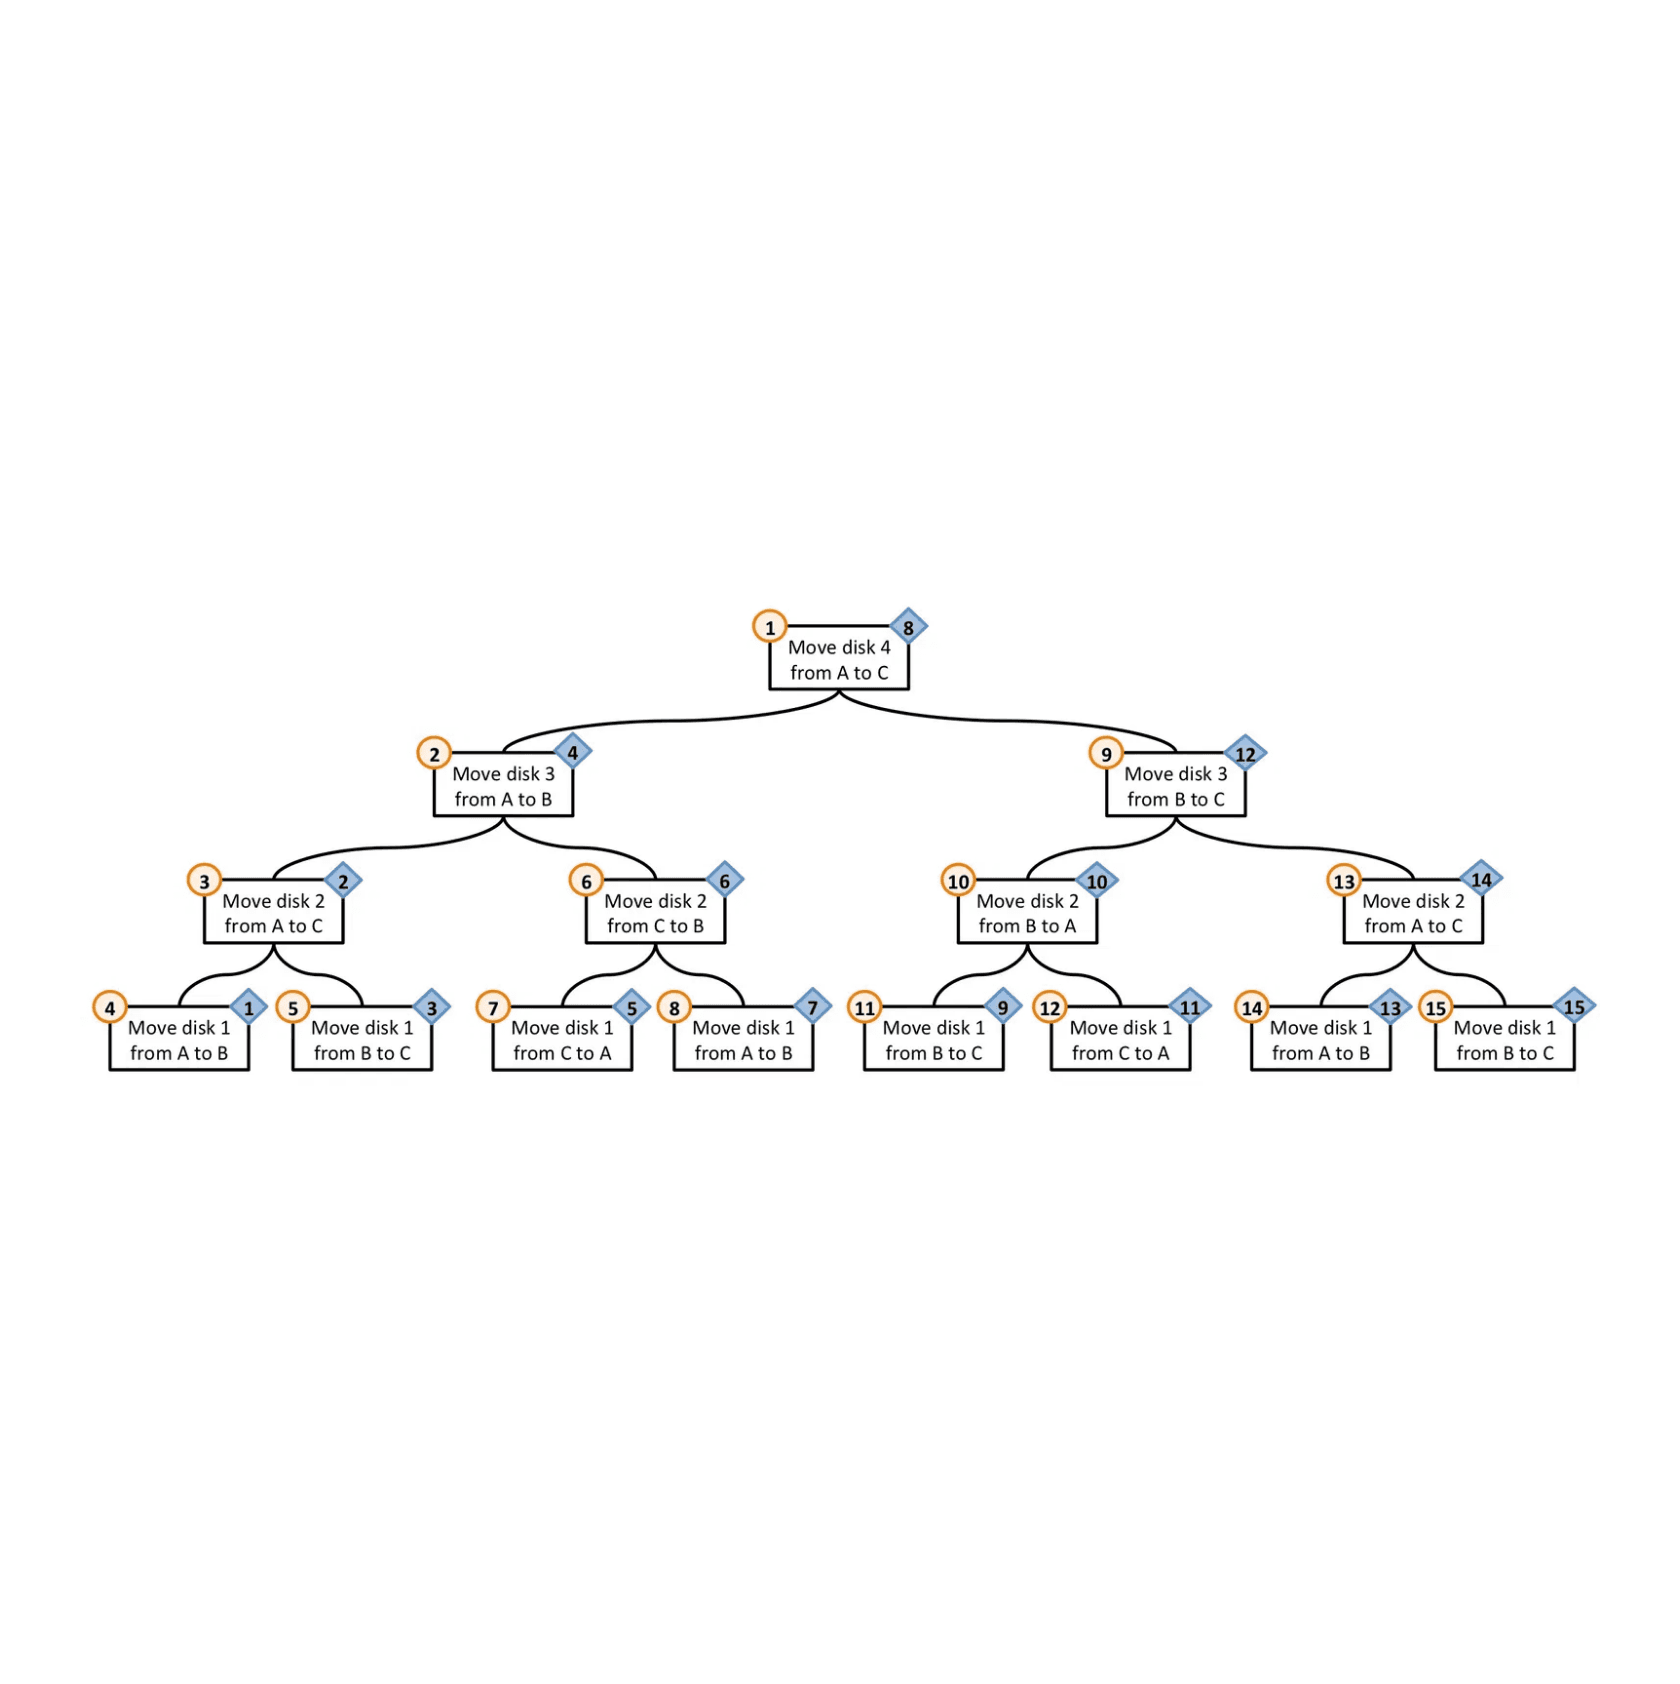 1 8
Move disk 4
from A to C
2 4 9 12
Move disk 3 Move disk 3
from A to B from B to C
3 2 6 6 10 10 13 14
Move disk 2 Move disk 2 Move disk 2 Move disk 2
from A to C from C to B from B to A from A to C
4 1 5 3 7 5 8 7 11 9 12 11 14 13 15 15
Move disk 1 Move disk 1 Move disk 1 Move disk 1 Move disk 1 Move disk 1 Move disk 1 Move disk 1
from A to B from B to C from C to A from A to B from B to C from C to A from A to B from B to C